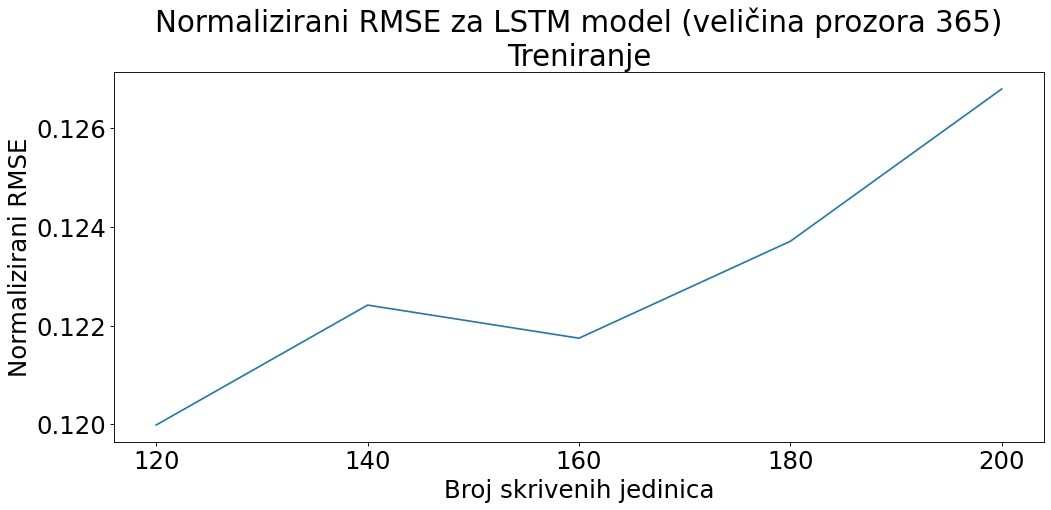 Normalizirani RMSE za LSTM model (veličina prozora 365)
Treniranje
Normalizirani RMSE
0.126
0.124
0.122
0.120
120 140 160 180 200
Broj skrivenih jedinica